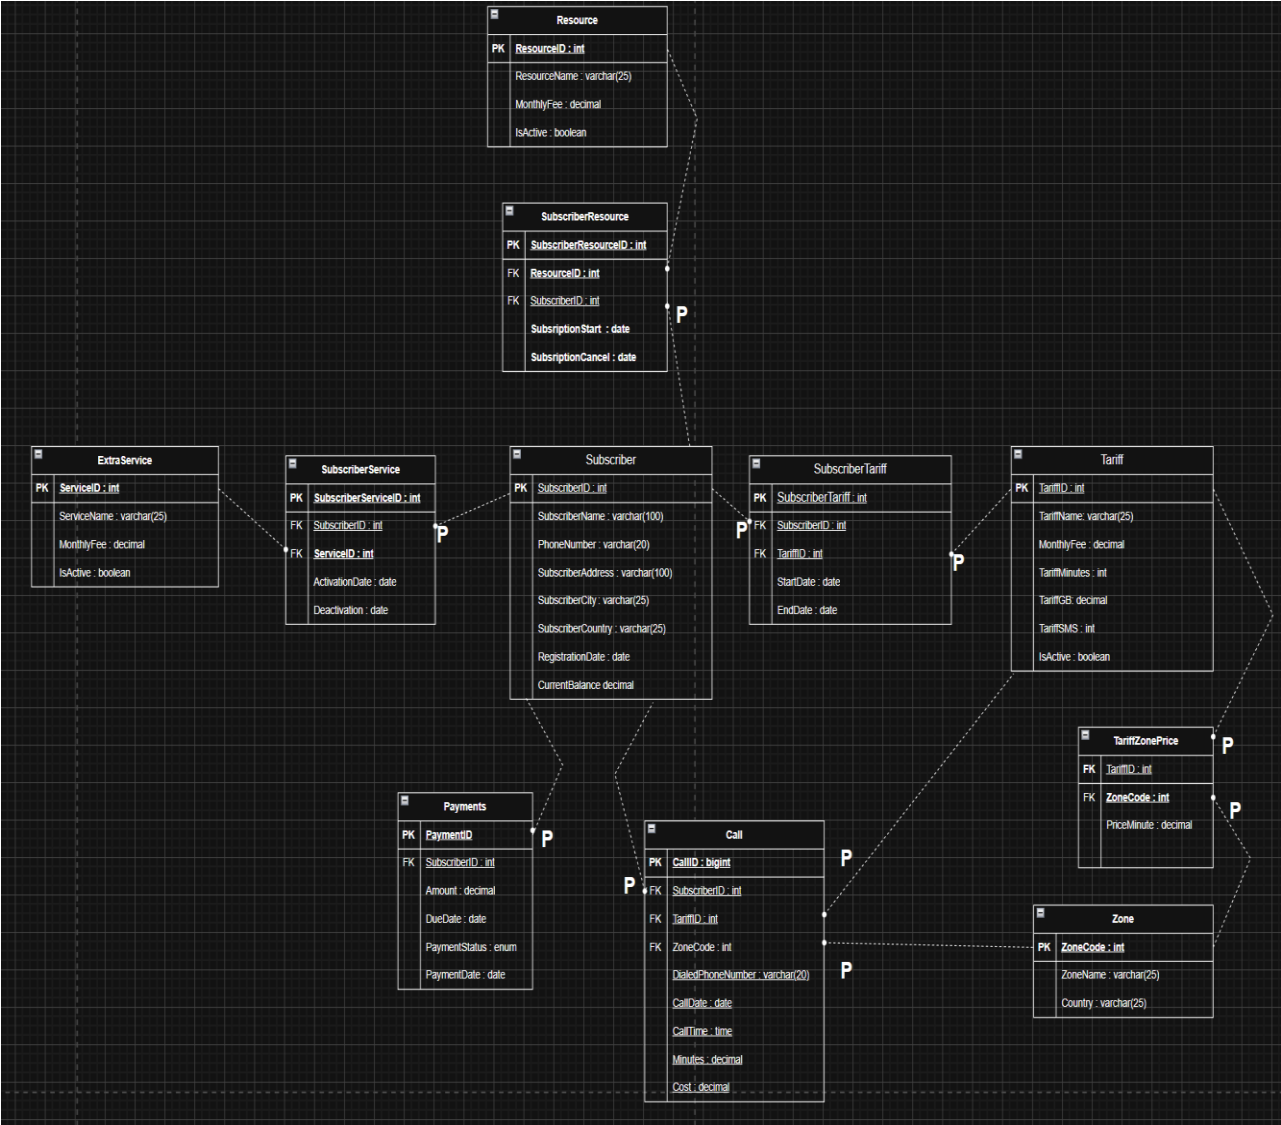 Resource
PK ResourceID : int
ResourceName : varchar(25)
MonthlyFee : decimal
IsActive : boolean
SubscriberResource
PK SubscriberResourceID : int
FK ResourceID : int
FK SubscriberID : int
SubsriptionStart : date
SubsriptionCancel : date
P
ExtraService
PK ServiceID : int
ServiceName : varchar(25)
MonthlyFee : decimal
IsActive : boolean
SubscriberService
PK SubscriberServiceID : int
FK SubscriberID : int
FK ServiceID : int
ActivationDate : date
Deactivation : date
P
Subscriber
PK SubscriberID : int
SubscriberName : varchar(100)
PhoneNumber : varchar(20)
SubscriberAddress : varchar(100)
SubscriberCity : varchar(25)
SubscriberCountry : varchar(25)
RegistrationDate : date
CurrentBalance decimal
P
SubscriberTariff
PK SubscriberTariff : int
FK SubscriberID : int
FK TariffID : int
StartDate : date
EndDate : date
P
Tariff
PK TariffID : int
TariffName: varchar(25)
MonthlyFee : decimal
TariffMinutes : int
TariffGB: decimal
TariffSMS : int
IsActive : boolean
TariffZonePrice
FK TariffID : int
FK ZoneCode : int
PriceMinute : decimal
P
P
Payments
PK PaymentID
FK SubscriberID : int
Amount : decimal
DueDate : date
PaymentStatus : enum
PaymentDate : date
P
P
Call
PK CallID : bigint
FK SubscriberID : int
FK TariffID : int
FK ZoneCode : int
DialedPhoneNumber : varchar(20)
CallDate : date
CallTime : time
Minutes : decimal
Cost : decimal
P
P
Zone
PK ZoneCode : int
ZoneName : varchar(25)
Country : varchar(25)